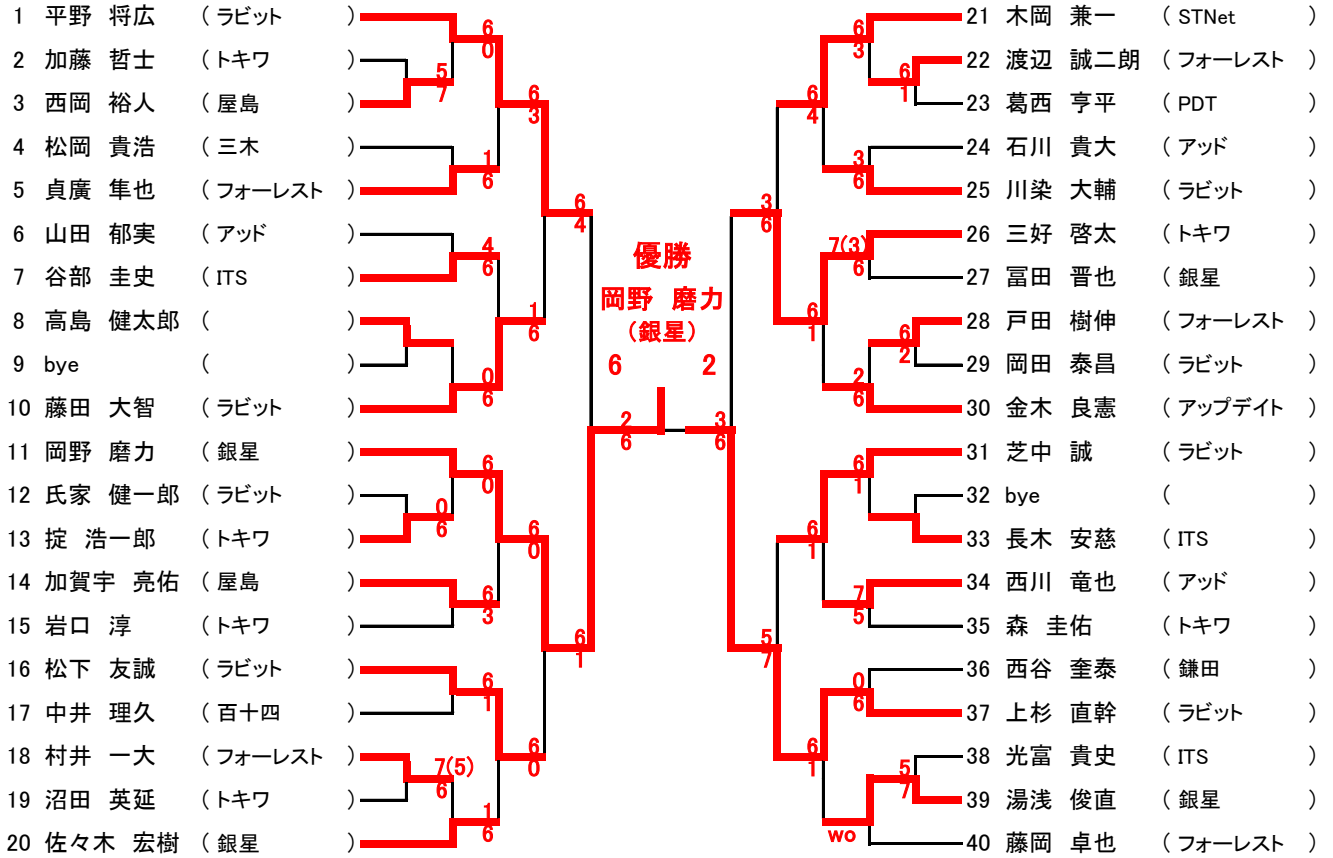 1 平野 将広 ( ラビット )
2 加藤 哲士 ( トキワ )
3 西岡 裕人 ( 屋島 )
4 松岡 貴浩 ( 三木 )
5 貞廣 隼也 ( フォーレスト )
6 山田 郁実 ( アッド )
7 谷部 圭史 ( ITS )
8 高島 健太郎 (
9 bye (
10 藤田 大智 ( ラビット )
11 岡野 磨力 ( 銀星 )
12 氏家 健一郎 ( ラビット )
13 掟 浩一郎 ( トキワ )
14 加賀宇 亮佑 ( 屋島 )
15 岩口 淳 ( トキワ )
16 松下 友誠 ( ラビット )
17 中井 理久 ( 百十四 )
18 村井 一大 ( フォーレスト )
19 沼田 英延 ( トキワ )
20 佐々木 宏樹 ( 銀星 )
6
0
5
7
1
6
4
6
0
6
6
0
0
6
6
3
6
1
7(5)
6
1
6
6
3
1
6
6
0
6
0
6
4
6
1
2
6
優勝
岡野 磨力
(銀星)
6 2
3
6
3
6
5
7
6
4
6
1
6
1
6
1
6
3
6
1
3
6
7(3)
6
6
2
2
6
6
1
7
5
0
6
5
7
wo
21 木岡 兼一 ( STNet )
22 渡辺 誠二朗 ( フォーレスト )
23 葛西 亨平 ( PDT )
24 石川 貴大 ( アッド )
25 川染 大輔 ( ラビット )
26 三好 啓太 ( トキワ )
27 冨田 晋也 ( 銀星 )
28 戸田 樹伸 ( フォーレスト )
29 岡田 泰昌 ( ラビット )
30 金木 良憲 ( アップデイト )
31 芝中 誠 ( ラビット )
32 bye ( )
33 長木 安慈 ( ITS )
34 西川 竜也 ( アッド )
35 森 圭佑 ( トキワ )
36 西谷 奎泰 ( 鎌田 )
37 上杉 直幹 ( ラビット )
38 光富 貴史 ( ITS )
39 湯浅 俊直 ( 銀星 )
40 藤岡 卓也 ( フォーレスト )